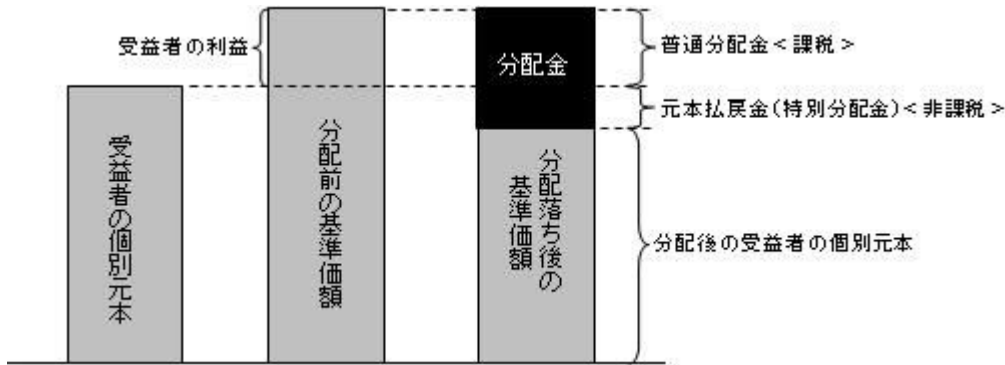 受益者の利益
受益者の個別元本
分配前の基準価額
分配金
分配落ち後の
基準価額
普通分配金＜課税＞
元本払戻金(特別分配金)＜非課税＞
分配後の受益者の個別元本